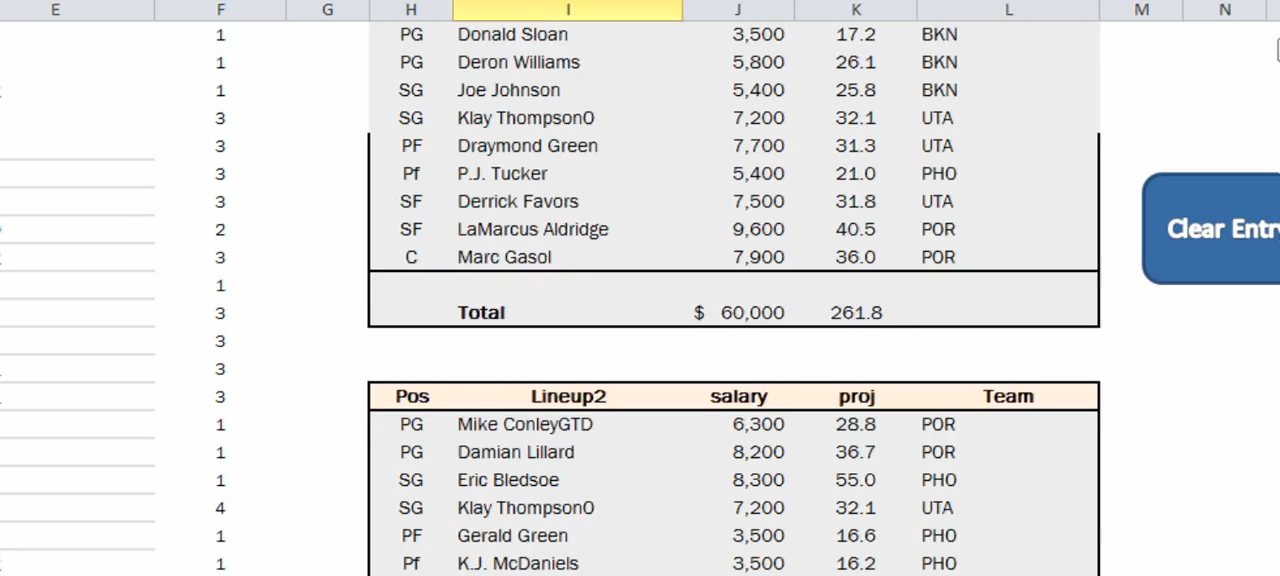 E F G H I J K L M N
1 PG Donald Sloan 3,500 17.2 BKN
1 PG Deron Williams 5,800 26.1 BKN
1 SG Joe Johnson 5,400 25.8 BKN
3 SG Klay ThompsonO 7,200 32.1 UTA
3 PF Draymond Green 7,700 31.3 UTA
3 Pf P.J. Tucker 5,400 21.0 PHO
3 SF Derrick Favors 7,500 31.8 UTA
2 SF LaMarcus Aldridge 9,600 40.5 POR
Clear Entry
3 C Marc Gasol 7,900 36.0 POR
1
3 Total $ 60,000 261.8
3
3
3 Pos Lineup2 salary proj Team
1 PG Mike ConleyGTD 6,300 28.8 POR
1 PG Damian Lillard 8,200 36.7 POR
1 SG Eric Bledsoe 8,300 55.0 PHO
4 SG Klay ThompsonO 7,200 32.1 UTA
1 PF Gerald Green 3,500 16.6 PHO
1 Pf K.J. McDaniels 3,500 16.2 PHO